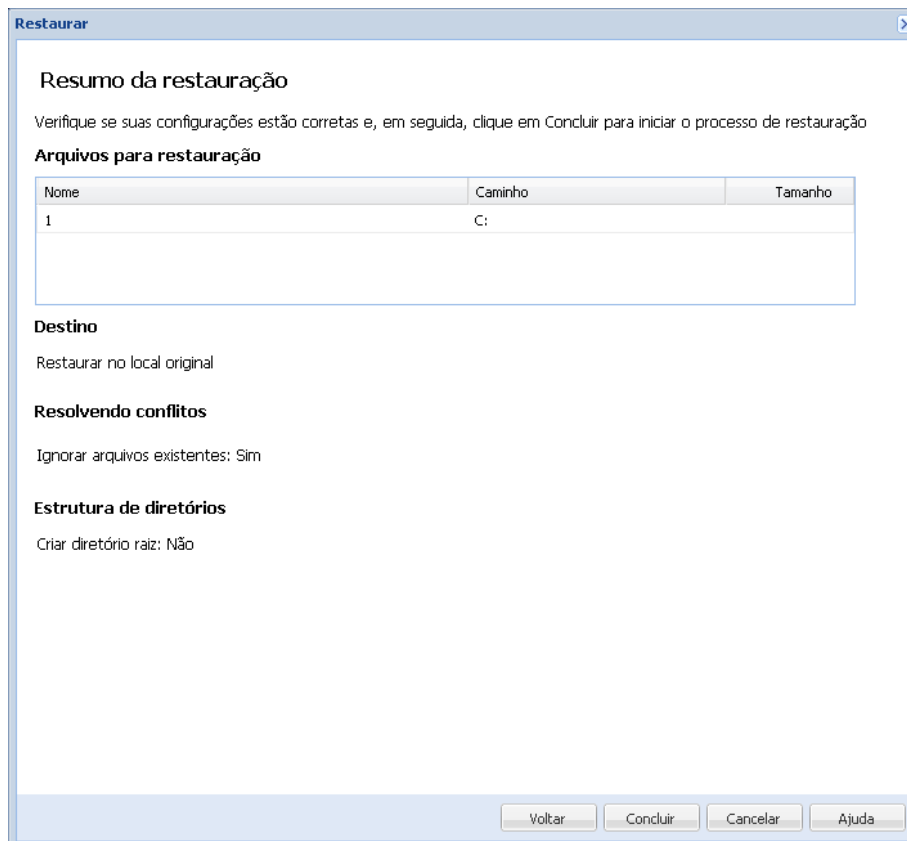 Restaurar
Resumo da restauração
Verifique se suas configurações estão corretas e, em seguida, clique em Concluir para iniciar o processo de restauração
Arquivos para restauração
Nome Caminho Tamanho
1 C:
Destino
Restaurar no local original
Resolvendo conflitos
Ignorar arquivos existentes: Sim
Estrutura de diretórios
Criar diretório raiz: Não
Voltar Concluir Cancelar Ajuda